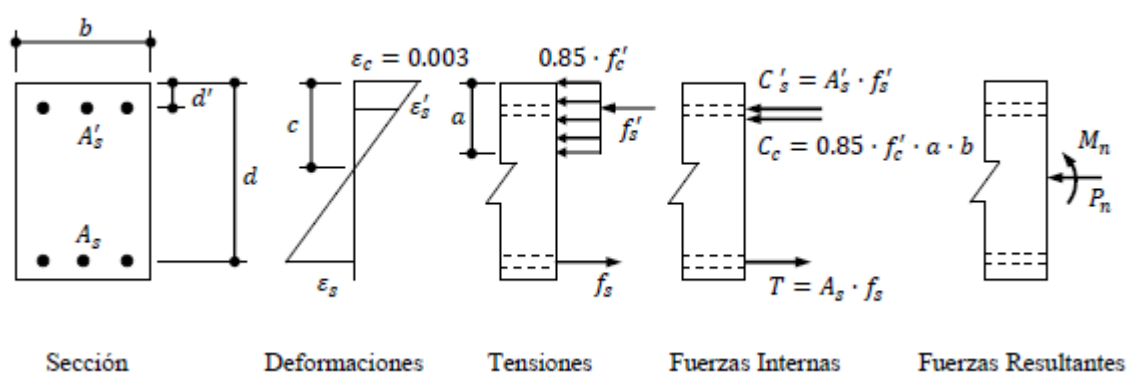 b
d'
A's
d
As
εc = 0.003
ε's
c
εs
0.85 · f'c
a
f's
fs
C's = A's · f's
Cc = 0.85 · f'c · a · b
T = As · fs
Mn
Pn
Sección
Deformaciones
Tensiones
Fuerzas Internas
Fuerzas Resultantes